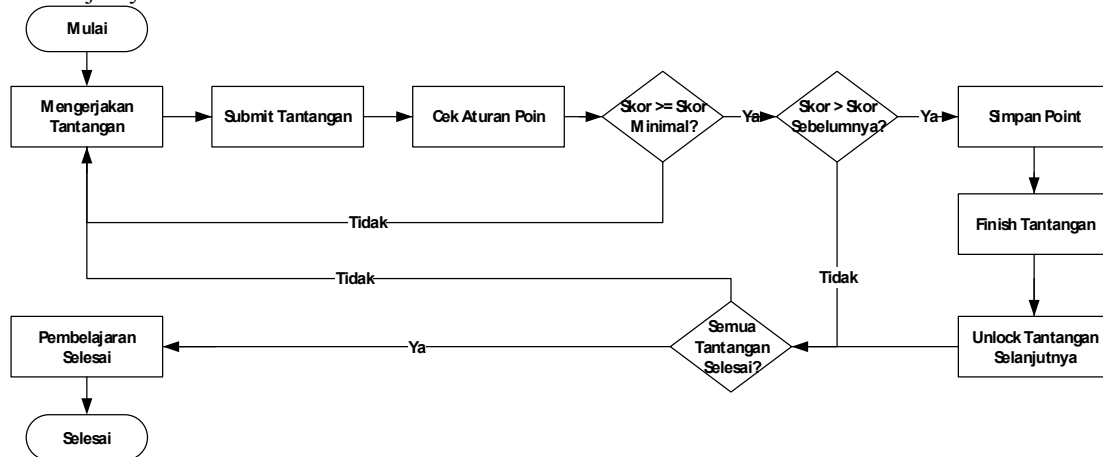 Mulai
Mengerjakan
Tantangan
Submit Tantangan
Cek Aturan Poin
Skor >= Skor
Minimal?
Ya
Skor > Skor
Sebelumnya?
Ya
Simpan Point
Tidak
Finish Tantangan
Tidak
Tidak
Pembelajaran
Selesai
Ya
Semua
Tantangan
Selesai?
Unlock Tantangan
Selanjutnya
Selesai